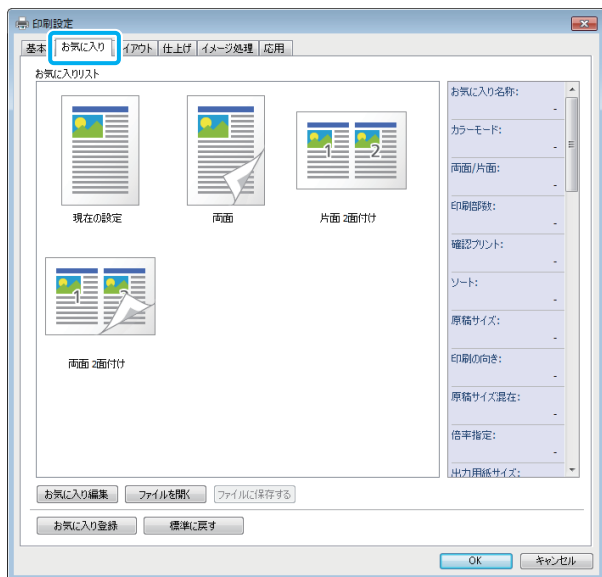 印刷設定
基本 お気に入り イアウト 仕上げ イメージ処理 応用
お気に入りリスト
現在の設定
両面
1 2
片面 2面付け
1 2
両面 2面付け
お気に入り名称:
-
カラーモード:
-
両面/片面:
-
印刷部数:
-
確認プリント:
-
ソート:
-
原稿サイズ:
-
印刷の向き:
-
原稿サイズ混在:
-
倍率指定:
-
出力用紙サイズ:
お気に入り編集 ファイルを開く ファイルに保存する
お気に入り登録 標準に戻す
OK キャンセル